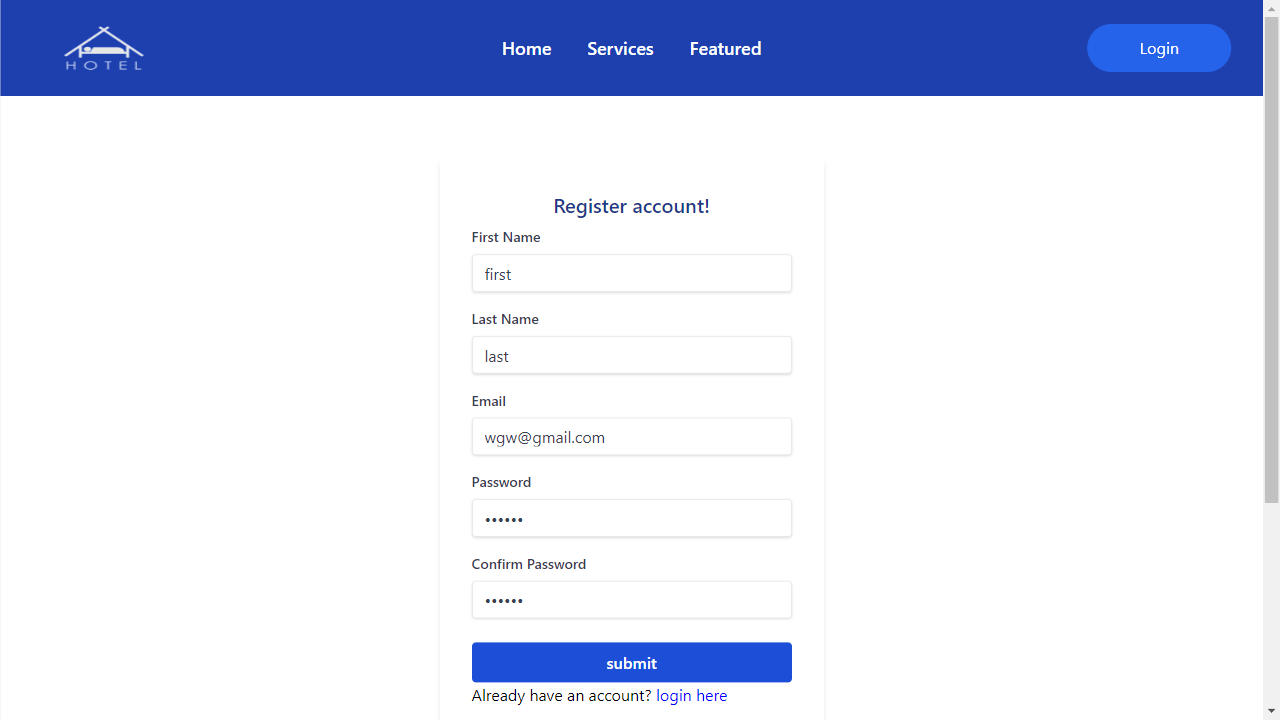 HOTEL
Home Services Featured
Login
Register account!
First Name
first
Last Name
last
Email
wgw@gmail.com
Password
••••••
Confirm Password
••••••
submit
Already have an account? login here